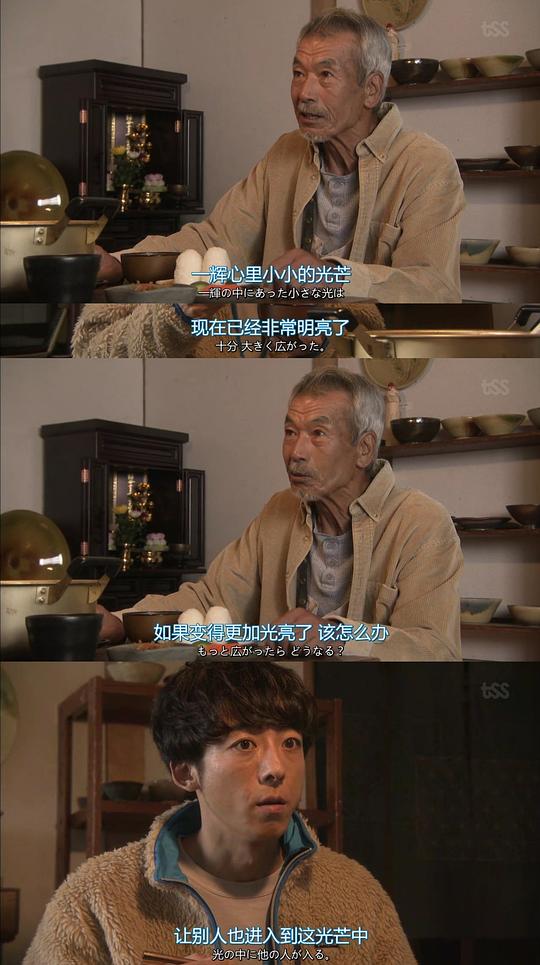 tss
一辉心里小小的光芒
一輝の中にあった小さな光は
现在已经非常明亮了
十分 大きく広がった。
tss
如果变得更加光亮了 该怎么办
もっと広がったら どうなる？
tss
让别人也进入到这光芒中
光の中に他の人が入る。